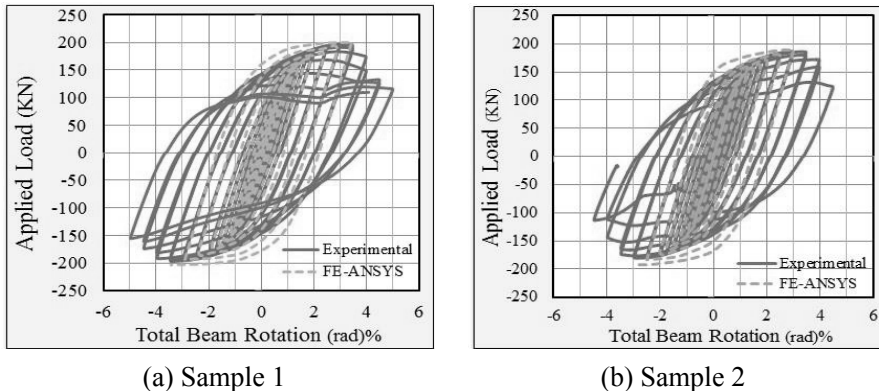 250
200
150
100
50
0
-50
-100
-150
-200
-250
Applied Load (KN)
Experimental
FE-ANSYS
-6 -4 -2 0 2 4 6
Total Beam Rotation (rad)%
(a) Sample 1
250
200
150
100
50
0
-50
-100
-150
-200
-250
Applied Load (KN)
Experimental
FE-ANSYS
-6 -4 -2 0 2 4 6
Total Beam Rotation (rad)%
(b) Sample 2